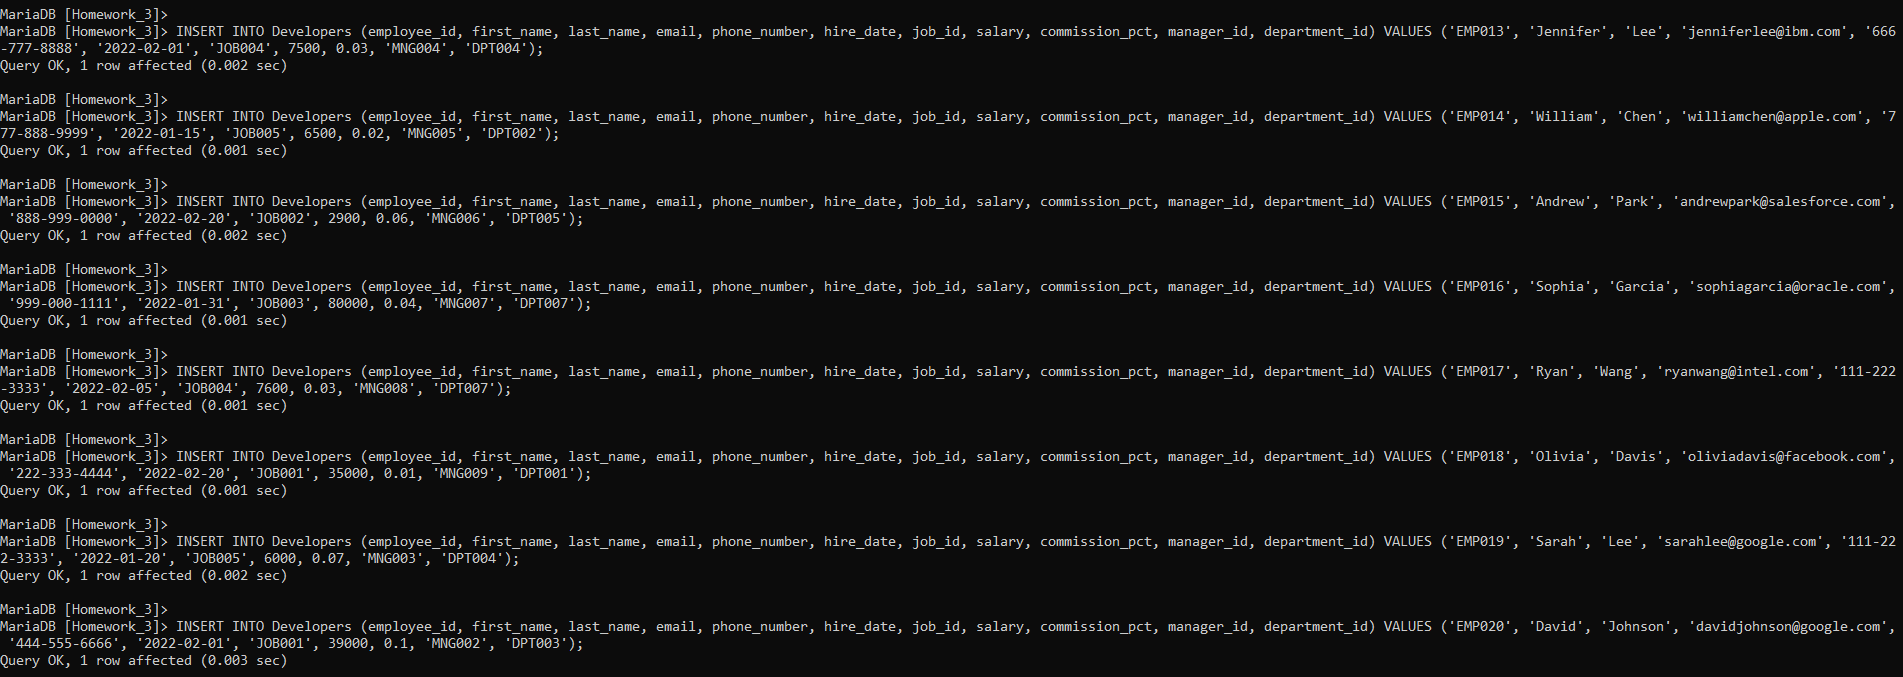 MariaDB [Homework_3]>
MariaDB [Homework_3]> INSERT INTO Developers (employee_id, first_name, last_name, email, phone_number, hire_date, job_id, salary, commission_pct, manager_id, department_id) VALUES ('EMP013', 'Jennifer', 'Lee', 'jenniferlee@ibm.com', '666
-777-8888', '2022-02-01', 'JOB004', 7500, 0.03, 'MNG004', 'DPT004');
Query OK, 1 row affected (0.002 sec)
MariaDB [Homework_3]>
MariaDB [Homework_3]> INSERT INTO Developers (employee_id, first_name, last_name, email, phone_number, hire_date, job_id, salary, commission_pct, manager_id, department_id) VALUES ('EMP014', 'William', 'Chen', 'williamchen@apple.com', '7
77-888-9999', '2022-01-15', 'JOB005', 6500, 0.02, 'MNG005', 'DPT002');
Query OK, 1 row affected (0.001 sec)
MariaDB [Homework_3]>
MariaDB [Homework_3]> INSERT INTO Developers (employee_id, first_name, last_name, email, phone_number, hire_date, job_id, salary, commission_pct, manager_id, department_id) VALUES ('EMP015', 'Andrew', 'Park', 'andrewpark@salesforce.com',
 '888-999-0000', '2022-02-20', 'JOB002', 2900, 0.06, 'MNG006', 'DPT005');
Query OK, 1 row affected (0.002 sec)
MariaDB [Homework_3]>
MariaDB [Homework_3]> INSERT INTO Developers (employee_id, first_name, last_name, email, phone_number, hire_date, job_id, salary, commission_pct, manager_id, department_id) VALUES ('EMP016', 'Sophia', 'Garcia', 'sophiagarcia@oracle.com',
 '999-000-1111', '2022-01-31', 'JOB003', 80000, 0.04, 'MNG007', 'DPT007');
Query OK, 1 row affected (0.001 sec)
MariaDB [Homework_3]>
MariaDB [Homework_3]> INSERT INTO Developers (employee_id, first_name, last_name, email, phone_number, hire_date, job_id, salary, commission_pct, manager_id, department_id) VALUES ('EMP017', 'Ryan', 'Wang', 'ryanwang@intel.com', '111-222
-3333', '2022-02-05', 'JOB004', 7600, 0.03, 'MNG008', 'DPT007');
Query OK, 1 row affected (0.001 sec)
MariaDB [Homework_3]>
MariaDB [Homework_3]> INSERT INTO Developers (employee_id, first_name, last_name, email, phone_number, hire_date, job_id, salary, commission_pct, manager_id, department_id) VALUES ('EMP018', 'Olivia', 'Davis', 'oliviadavis@facebook.com',
 '222-333-4444', '2022-02-20', 'JOB001', 35000, 0.01, 'MNG009', 'DPT001');
Query OK, 1 row affected (0.001 sec)
MariaDB [Homework_3]>
MariaDB [Homework_3]> INSERT INTO Developers (employee_id, first_name, last_name, email, phone_number, hire_date, job_id, salary, commission_pct, manager_id, department_id) VALUES ('EMP019', 'Sarah', 'Lee', 'sarahlee@google.com', '111-22
2-3333', '2022-01-20', 'JOB005', 6000, 0.07, 'MNG003', 'DPT004');
Query OK, 1 row affected (0.002 sec)
MariaDB [Homework_3]>
MariaDB [Homework_3]> INSERT INTO Developers (employee_id, first_name, last_name, email, phone_number, hire_date, job_id, salary, commission_pct, manager_id, department_id) VALUES ('EMP020', 'David', 'Johnson', 'davidjohnson@google.com',
 '444-555-6666', '2022-02-01', 'JOB001', 39000, 0.1, 'MNG002', 'DPT003');
Query OK, 1 row affected (0.003 sec)